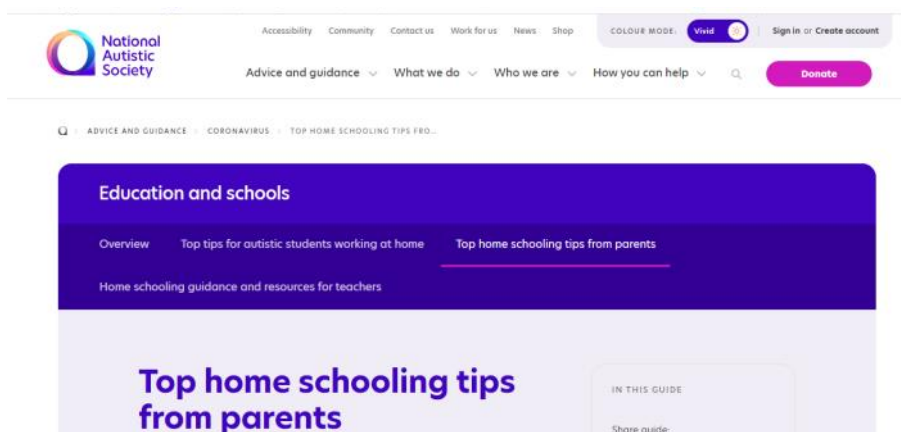 National
Autistic
Society
Accessibility Community Contact us Work for us News Shop
COLOUR MODE: Vivid
Sign in or Create account
Advice and guidance What we do Who we are How you can help
Donate
ADVICE AND GUIDANCE CORONAVIRUS TOP HOME SCHOOLING TIPS FRO...
Education and schools
Overview Top tips for autistic students working at home Top home schooling tips from parents
Home schooling guidance and resources for teachers
Top home schooling tips
from parents
IN THIS GUIDE
Share guide: